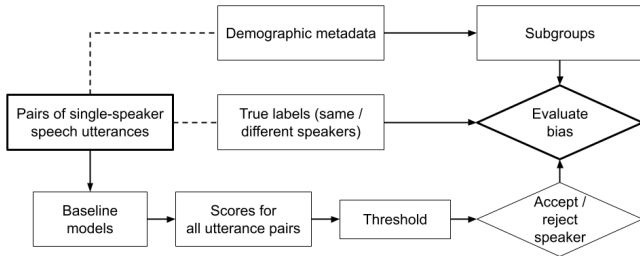 Demographic metadata
Subgroups
Pairs of single-speaker
speech utterances
True labels (same /
different speakers)
Evaluate
bias
Baseline
models
Scores for
all utterance pairs
Threshold
Accept /
reject
speaker